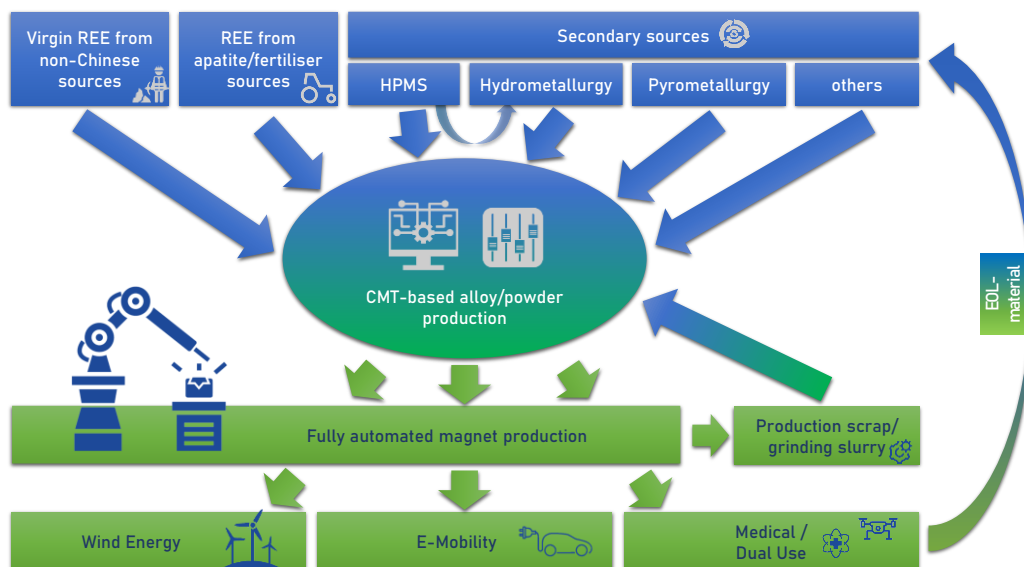 Virgin REE from
non-Chinese
sources
REE from
apatite/fertiliser
sources
Secondary sources
HPMS
Hydrometallurgy
Pyrometallurgy
others
CMT-based alloy/powder
production
EOL-
material
Fully automated magnet production
Production scrap/
grinding slurry
Wind Energy
E-Mobility
Medical /
Dual Use